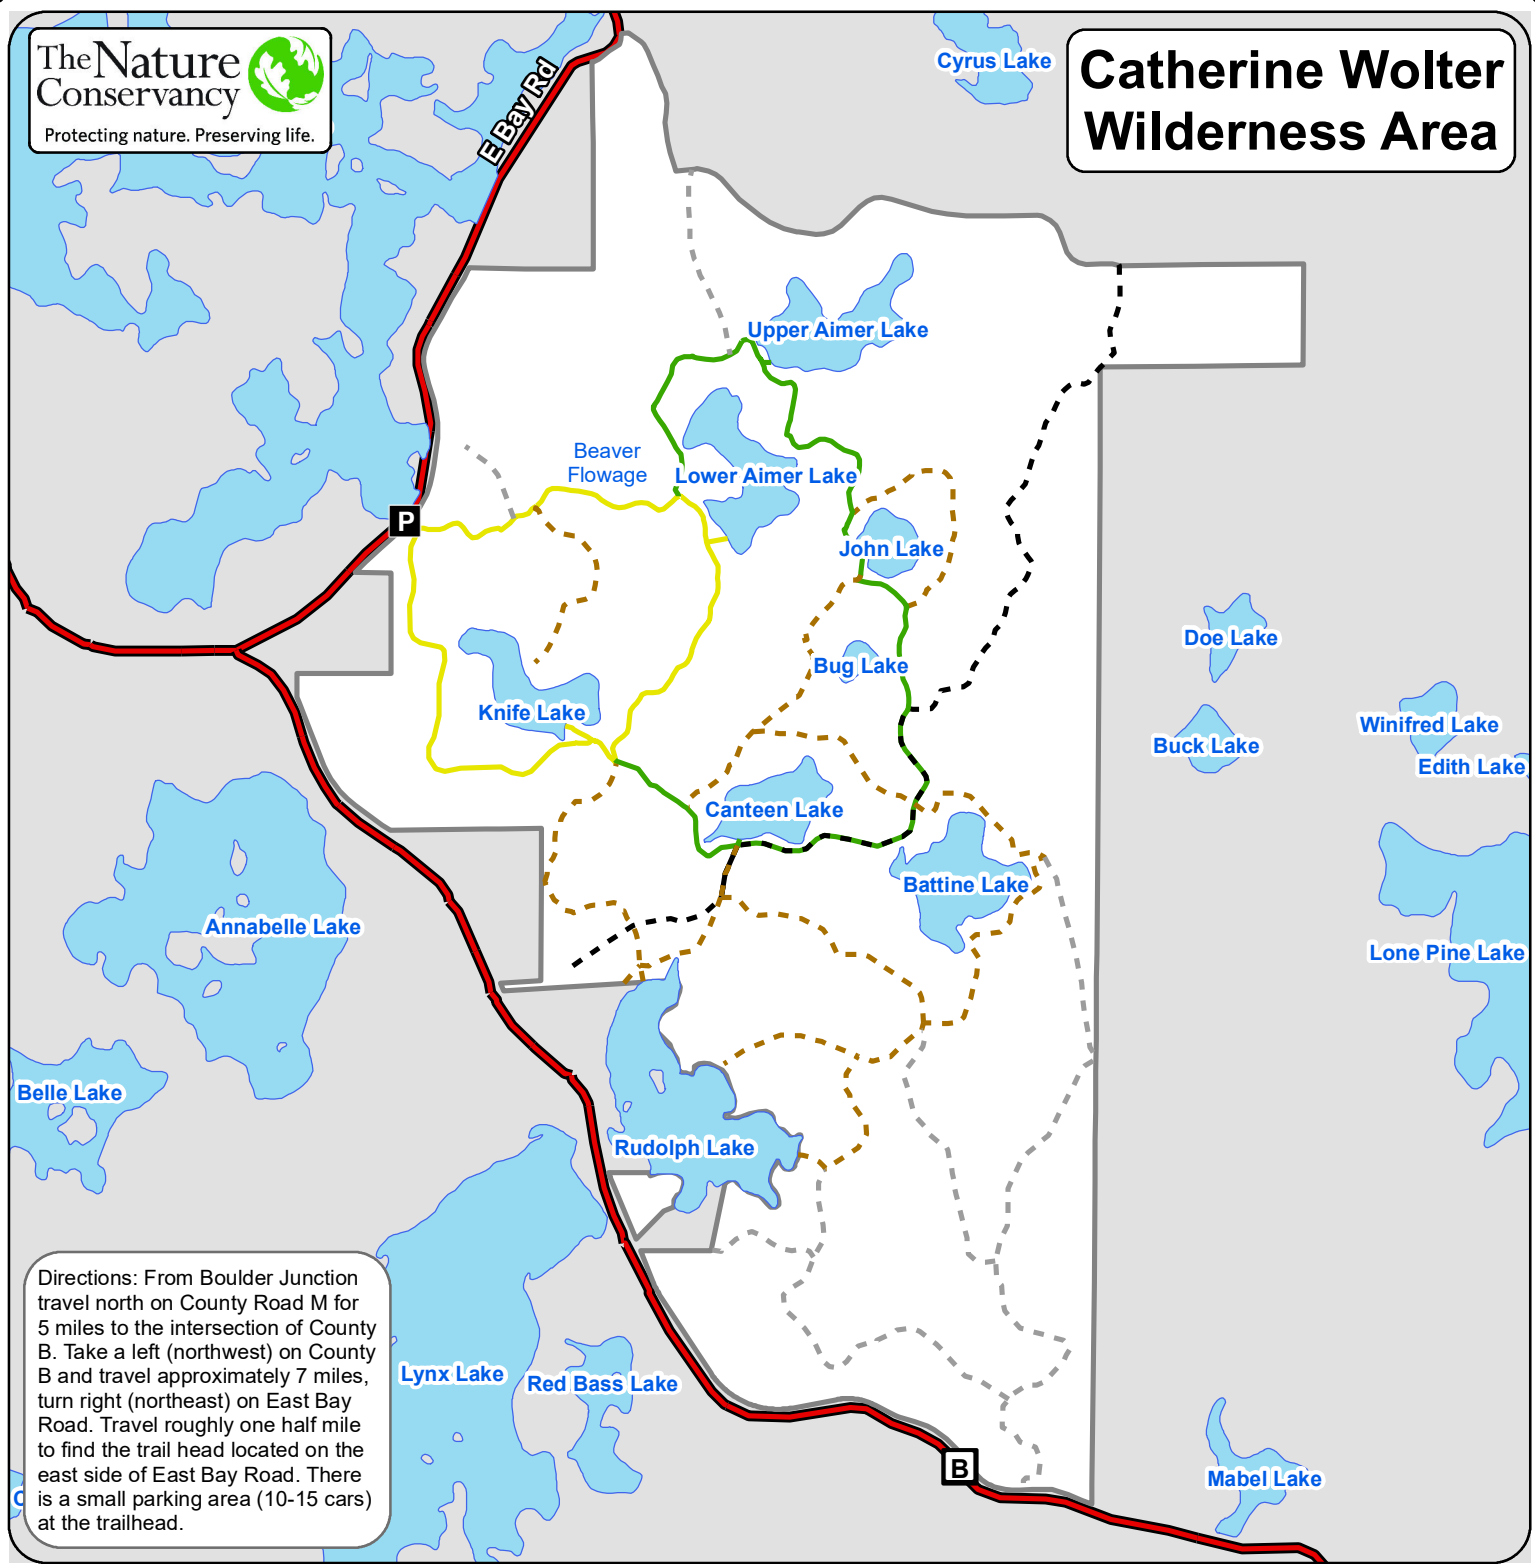 The Nature
Conservancy
Protecting nature. Preserving life.
E Bay Rd
Cyrus Lake
Catherine Wolter
Wilderness Area
Upper Aimer Lake
Beaver
Flowage
Lower Aimer Lake
P
John Lake
Doe Lake
Bug Lake
Knife Lake
Winifred Lake
Buck Lake
Edith Lake
Canteen Lake
Battine Lake
Annabelle Lake
Lone Pine Lake
Belle Lake
Rudolph Lake
Directions: From Boulder Junction
travel north on County Road M for
5 miles to the intersection of County
B. Take a left (northwest) on County
B and travel approximately 7 miles,
turn right (northeast) on East Bay
Road. Travel roughly one half mile
to find the trail head located on the
east side of East Bay Road. There
is a small parking area (10-15 cars)
at the trailhead.
Lynx Lake
Red Bass Lake
B
Mabel Lake